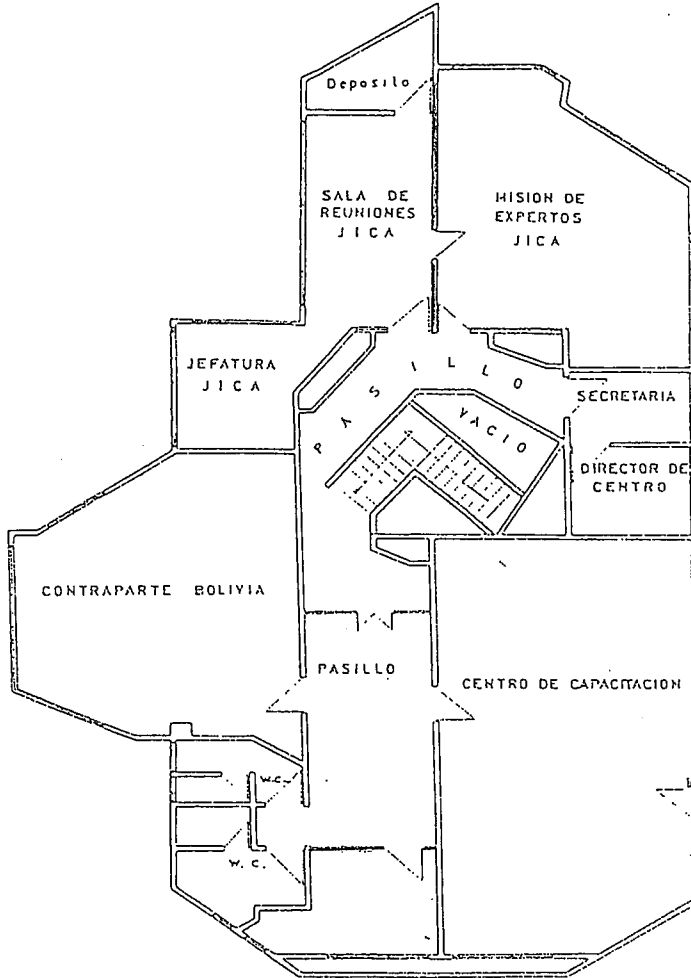 Deposito
SALA DE
REUNIONES
JICA
MISION DE
EXPERTOS
JICA
JEFATURA
JICA
PASILLO
VACIO
SECRETARIA
DIRECTOR DE
CENTRO
CONTRAPARTE BOLIVIA
PASILLO
CENTRO DE CAPACITACION
W.C.
W.C.